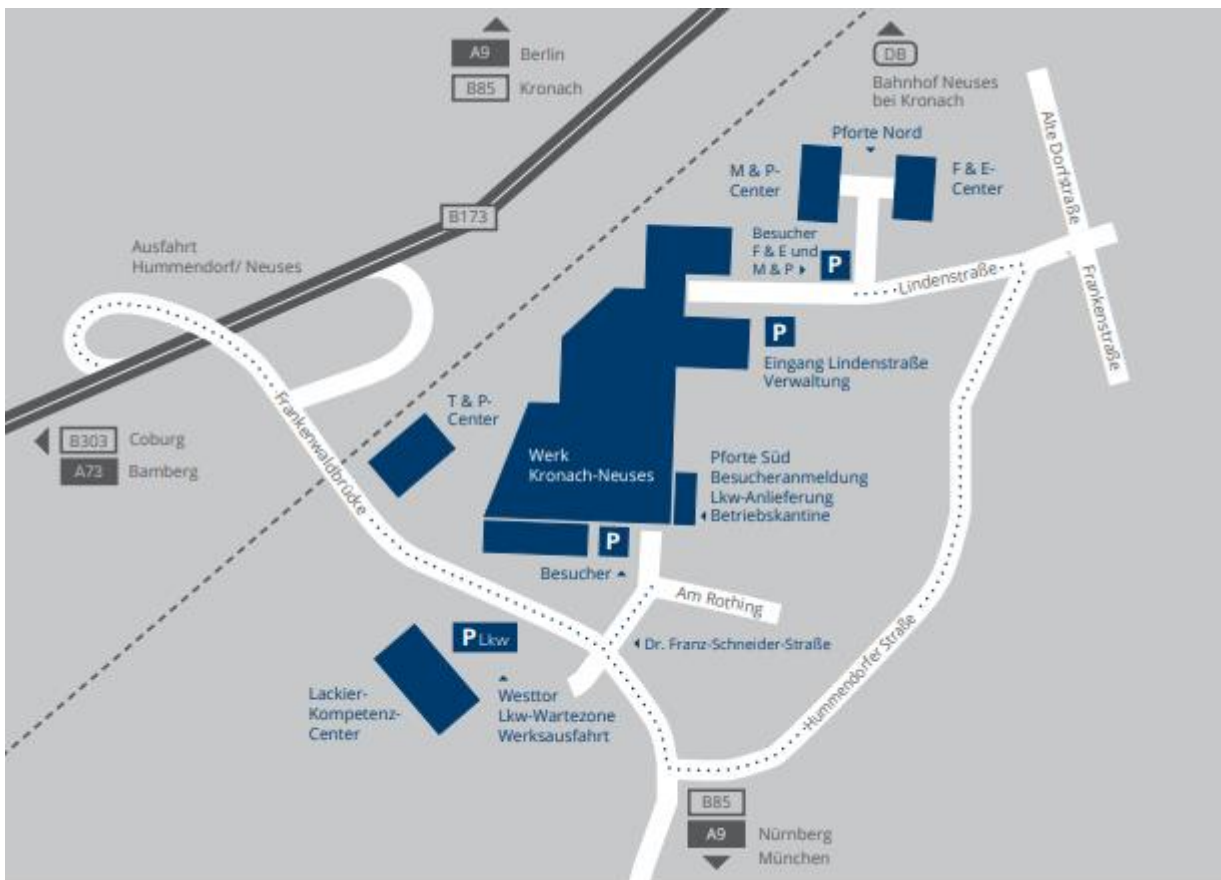 A9 Berlin
B85 Kronach
DB
Bahnhof Neuses
bei Kronach
Alte Dorfstraße
Pforte Nord
M & P-
Center
F & E-
Center
B173
Ausfahrt
Hummendorf/ Neuses
Besucher
F & E und
M & P
P
Lindenstraße
Frankenstraße
P
Eingang Lindenstraße
Verwaltung
T & P-
Center
Frankenwaldbrücke
B303 Coburg
A73 Bamberg
Werk
Kronach-Neuses
Pforte Süd
Besucheranmeldung
Lkw-Anlieferung
Betriebskantine
P
Besucher
Am Rothing
P Lkw
Dr. Franz-Schneider-Straße
Hummendorfer Straße
Lackier-
Kompetenz-
Center
Westtor
Lkw-Wartezone
Werksausfahrt
B85
A9 Nürnberg
München